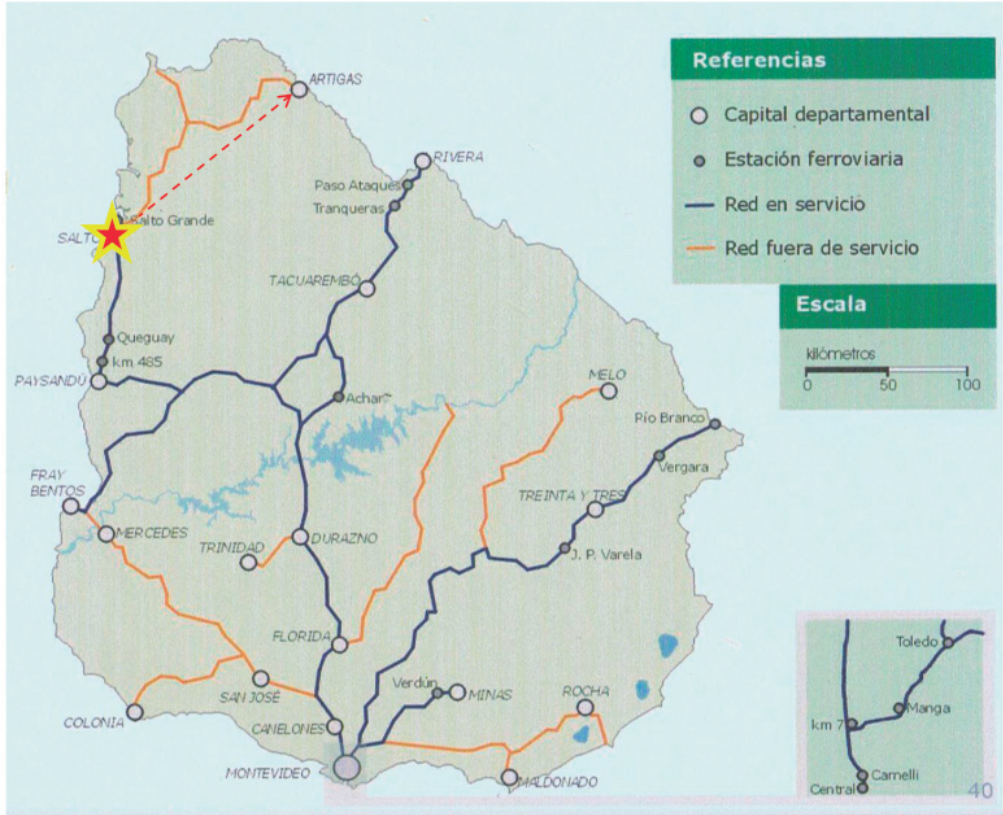 Referencias
Capital departamental
Estación ferroviaria
Red en servicio
Red fuera de servicio
Escala
kilómetros
0 50 100
ARTIGAS
RIVERA
Paso Ataques
Tranqueras
Salto Grande
SALTO
TACUAREMBÓ
Queguay
km 485
PAYSANDÚ
Achar
MELO
Río Branco
Vergara
FRAY
BENTOS
TREINTA Y TRES
MERCEDES
TRINIDAD
DURAZNO
J. P. Varela
FLORIDA
SAN JOSÉ
Verdún
MINAS
ROCHA
COLONIA
CANELONES
MONTEVIDEO
MALDONADO
Toledo
Manga
km 7
Carnelli
Central
40